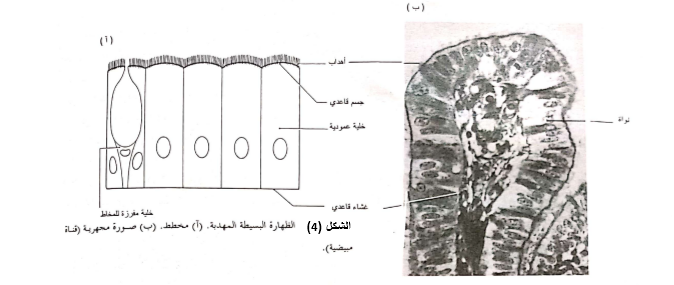 (ب)
(أ)
أهداب
جسم قاعدي
خلية عمودية
نواة
غشاء قاعدي
خلية مفرزة للمخاط
الشكل (4) الظهارة البسيطة المهدبة. (أ) مخطط. (ب) صورة مجهرية (قناة
مبيضية).